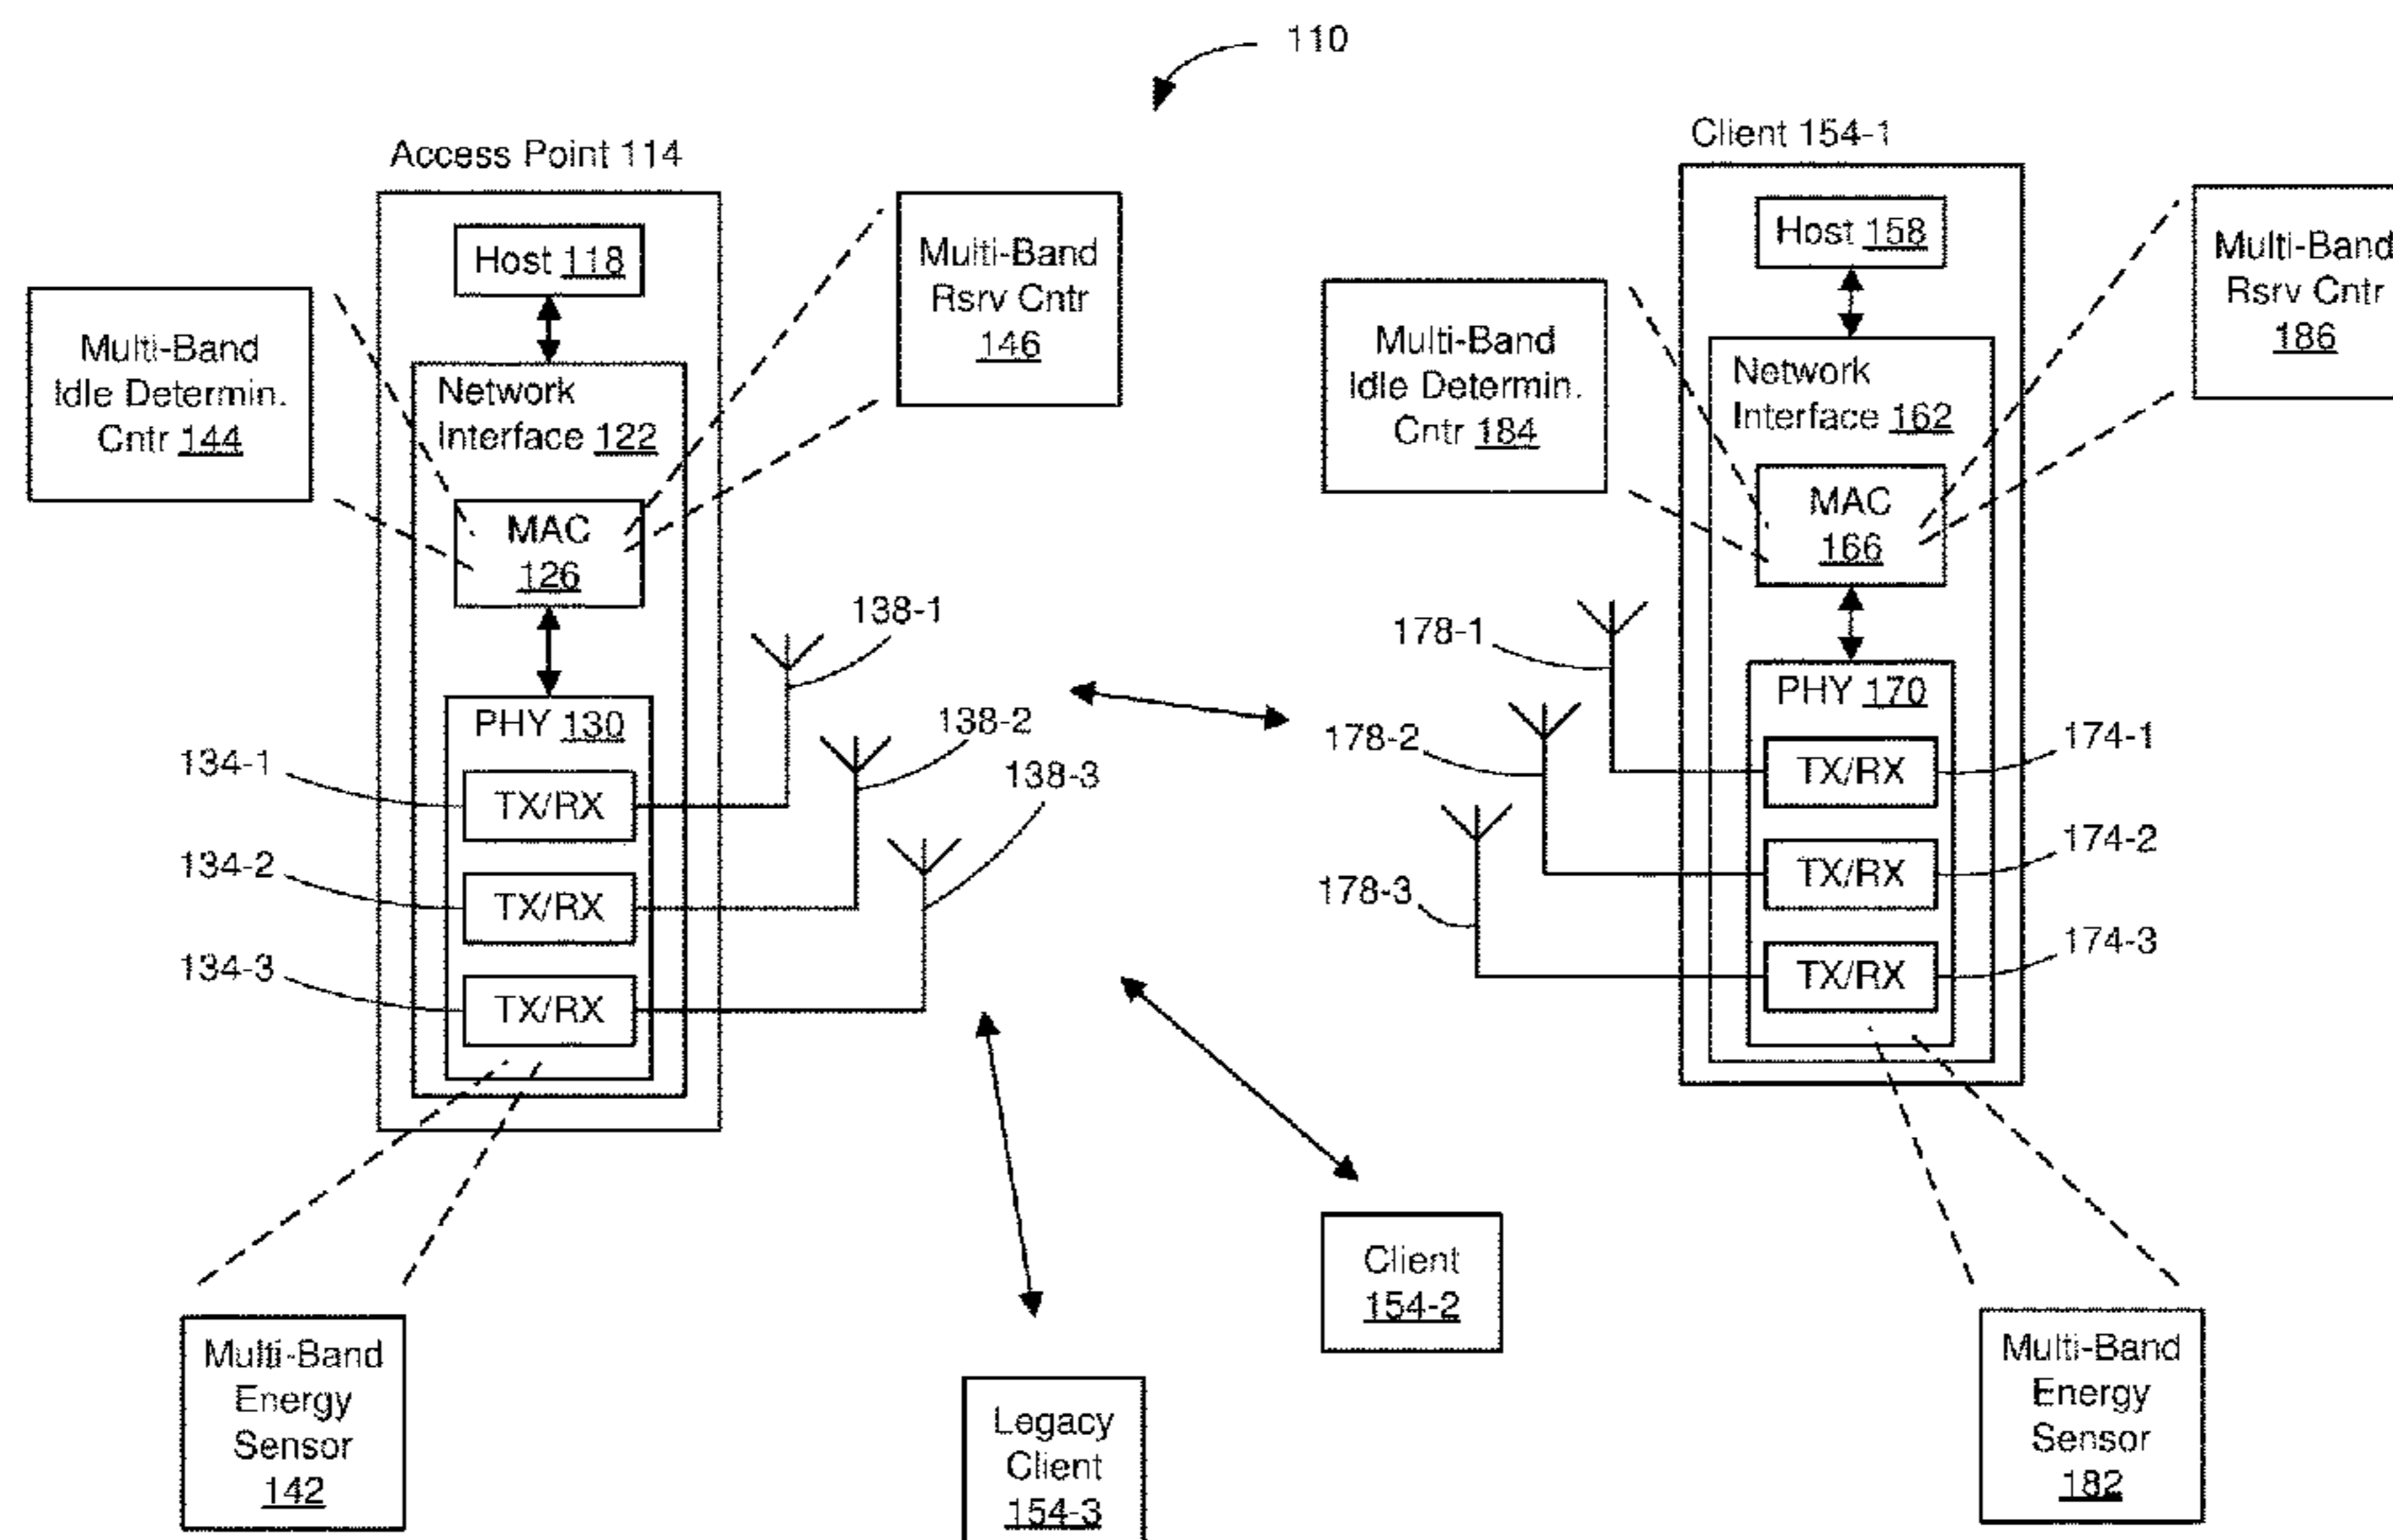 110
Access Point 114
Host 118
Multi-Band
Rsrv Cntr
146
Multi-Band
Idle Determin.
Cntr 144
Network
Interface 122
MAC
126
138-1
PHY 130
138-2
134-1
TX/RX
138-3
134-2
TX/RX
134-3
TX/RX
Multi-Band
Energy
Sensor
142
Client 154-1
Host 158
Multi-Band
Rsrv Cntr
186
Multi-Band
Idle Determin.
Cntr 184
Network
Interface 162
MAC
166
178-1
PHY 170
178-2
TX/RX
174-1
178-3
TX/RX
174-2
TX/RX
174-3
Client
154-2
Legacy
Client
154-3
Multi-Band
Energy
Sensor
182